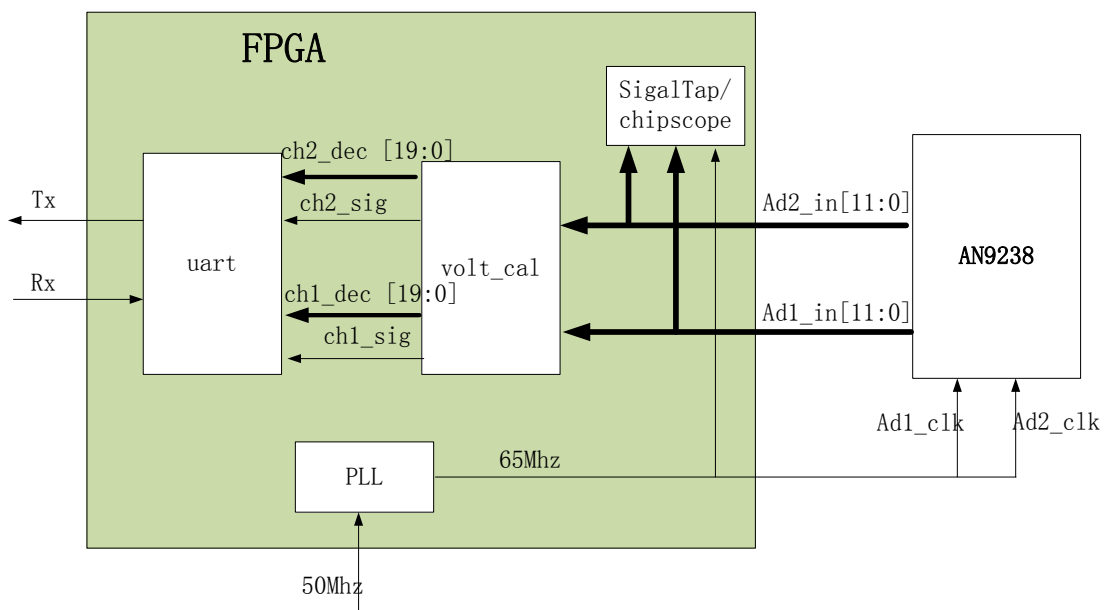 FPGA
SigalTap/
chipscope
ch2_dec [19:0]
Tx
ch2_sig
Ad2_in[11:0]
uart
volt_cal
AN9238
Rx
ch1_dec [19:0]
Ad1_in[11:0]
ch1_sig
Ad1_clk
Ad2_clk
65Mhz
PLL
50Mhz